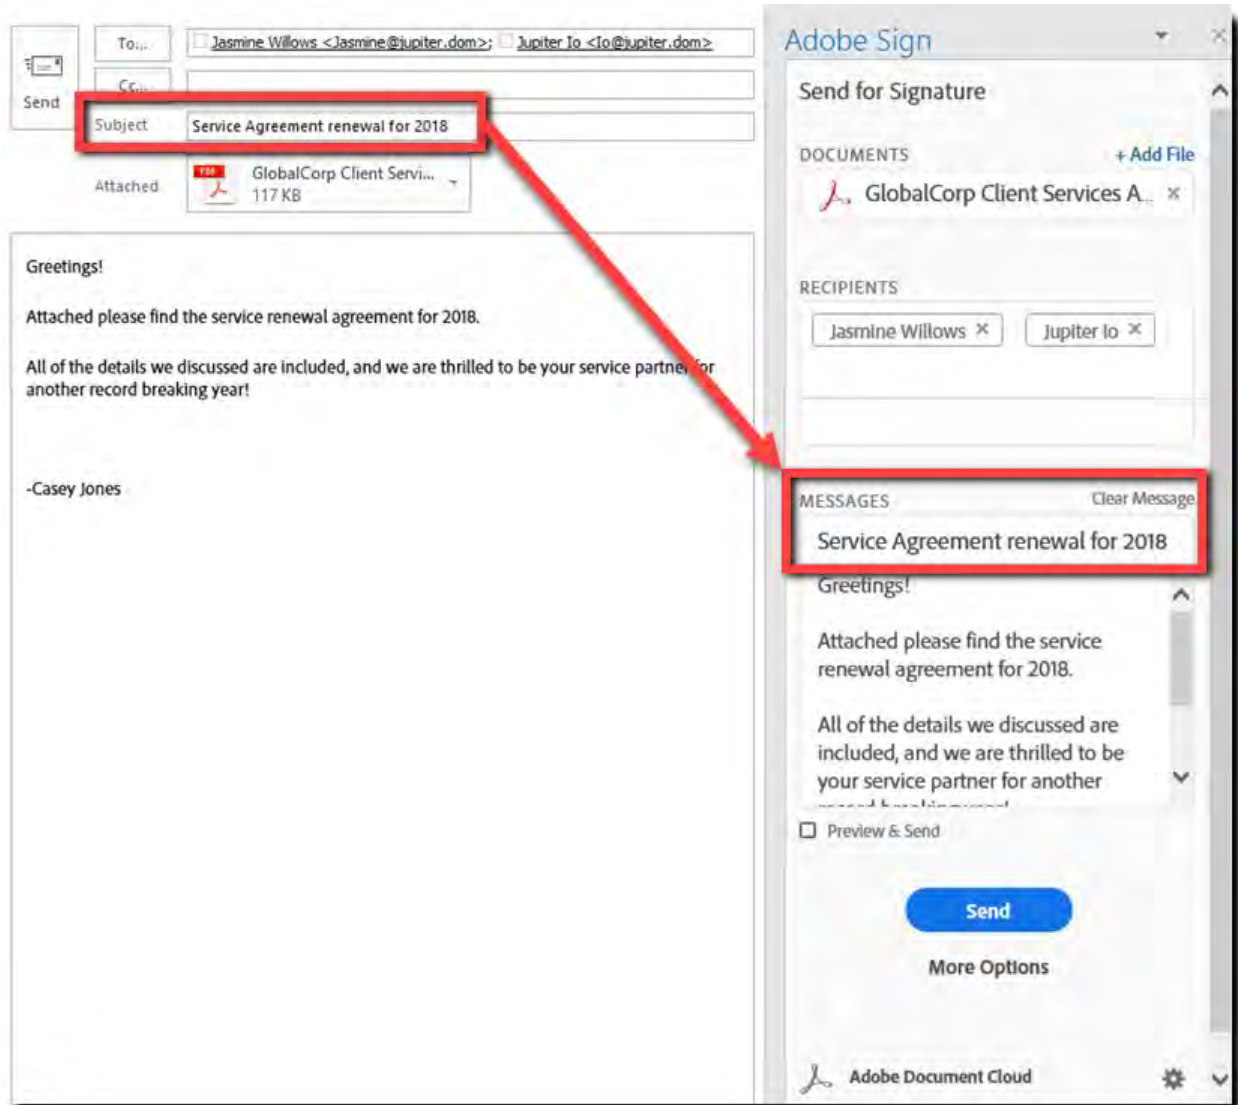 To...
Jasmine Willows <Jasmine@jupiter.dom>; Jupiter Io <Io@jupiter.dom>
Cc...
Send
Subject
Service Agreement renewal for 2018
Attached
PDF
GlobalCorp Client Servi...
117 KB
Greetings!
Attached please find the service renewal agreement for 2018.
All of the details we discussed are included, and we are thrilled to be your service partner for
another record breaking year!
-Casey Jones
Adobe Sign
Send for Signature
DOCUMENTS
+ Add File
GlobalCorp Client Services A...
RECIPIENTS
Jasmine Willows ×
Jupiter Io ×
MESSAGES
Clear Message
Service Agreement renewal for 2018
Greetings!
Attached please find the service
renewal agreement for 2018.
All of the details we discussed are
included, and we are thrilled to be
your service partner for another
record breaking year!
Preview & Send
Send
More Options
Adobe Document Cloud